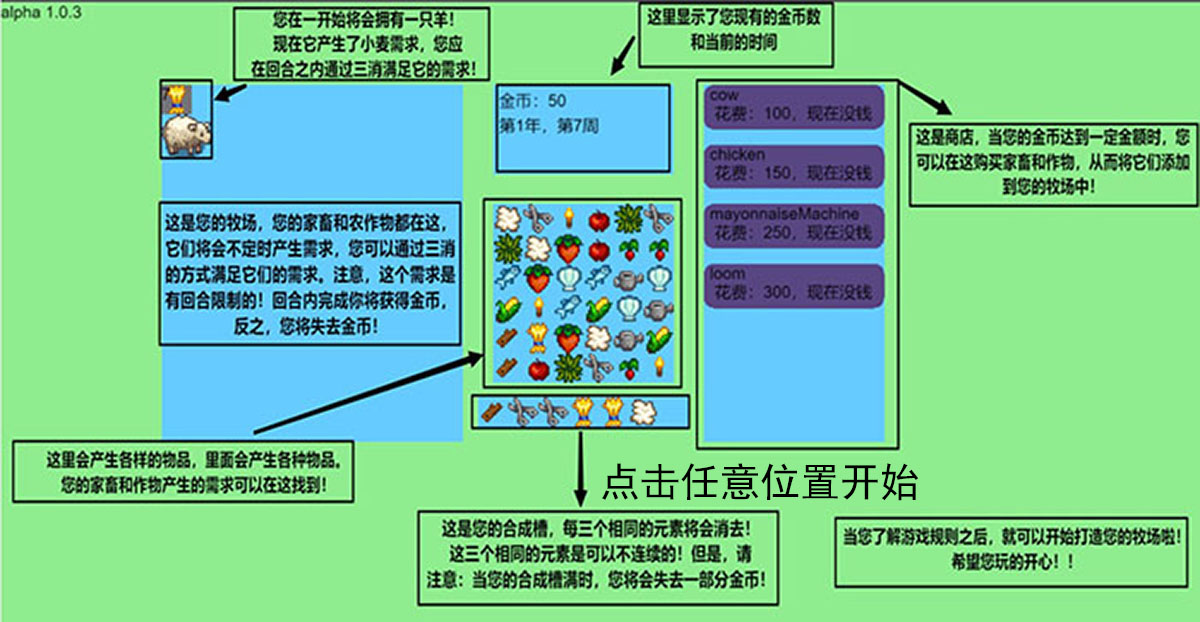 alpha 1.0.3
您在一开始将会拥有一只羊！
现在它产生了小麦需求，您应
在回合之内通过三消满足它的需求！
这里显示了您现有的金币数
和当前的时间
7
金币：50
第1年，第7周
cow
花费：100，现在没钱
chicken
花费：150，现在没钱
mayonnaiseMachine
花费：250，现在没钱
loom
花费：300，现在没钱
这是商店，当您的金币达到一定金额时，您
可以在这购买家畜和作物，从而将它们添加
到您的牧场中！
这是您的牧场，您的家畜和农作物都在这，
它们将会不定时产生需求，您可以通过三消
的方式满足它们的需求。注意，这个需求是
有回合限制的！回合内完成你将获得金币，
反之，您将失去金币！
这里会产生各样的物品，里面会产生各种物品。
您的家畜和作物产生的需求可以在这找到！
点击任意位置开始
这是您的合成槽，每三个相同的元素将会消去！
这三个相同的元素是可以不连续的！但是，请
注意：当您的合成槽满时，您将会失去一部分金币！
当您了解游戏规则之后，就可以开始打造您的牧场啦！
希望您玩的开心！！